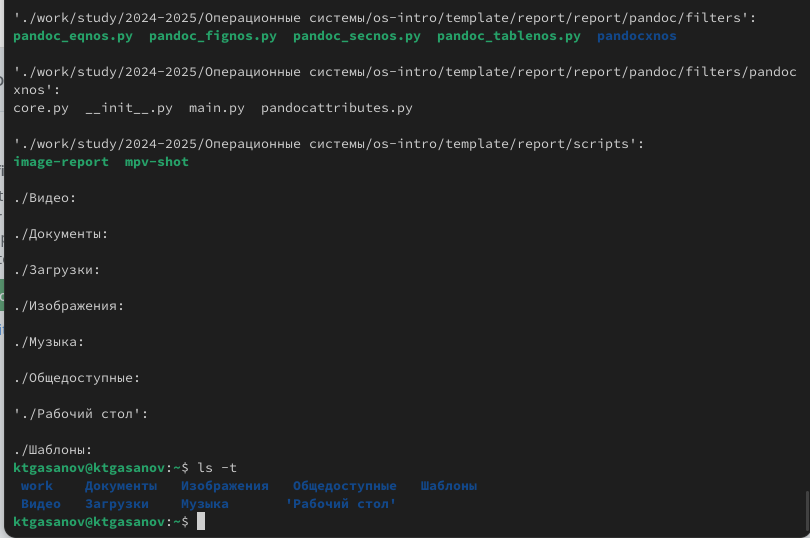 './work/study/2024-2025/Операционные системы/os-intro/template/report/report/pandoc/filters':
pandoc_eqnos.py  pandoc_fignos.py  pandoc_secnos.py  pandoc_tablenos.py  pandocxnos
'./work/study/2024-2025/Операционные системы/os-intro/template/report/report/pandoc/filters/pandoc
xnos':
core.py  __init__.py  main.py  pandocattributes.py
'./work/study/2024-2025/Операционные системы/os-intro/template/report/scripts':
image-report  mpv-shot
./Видео:
./Документы:
./Загрузки:
./Изображения:
./Музыка:
./Общедоступные:
'./Рабочий стол':
./Шаблоны:
ktgasanov@ktgasanov:~$ ls -t
work  Документы  Изображения  Общедоступные  Шаблоны
Видео  Загрузки  Музыка  'Рабочий стол'
ktgasanov@ktgasanov:~$